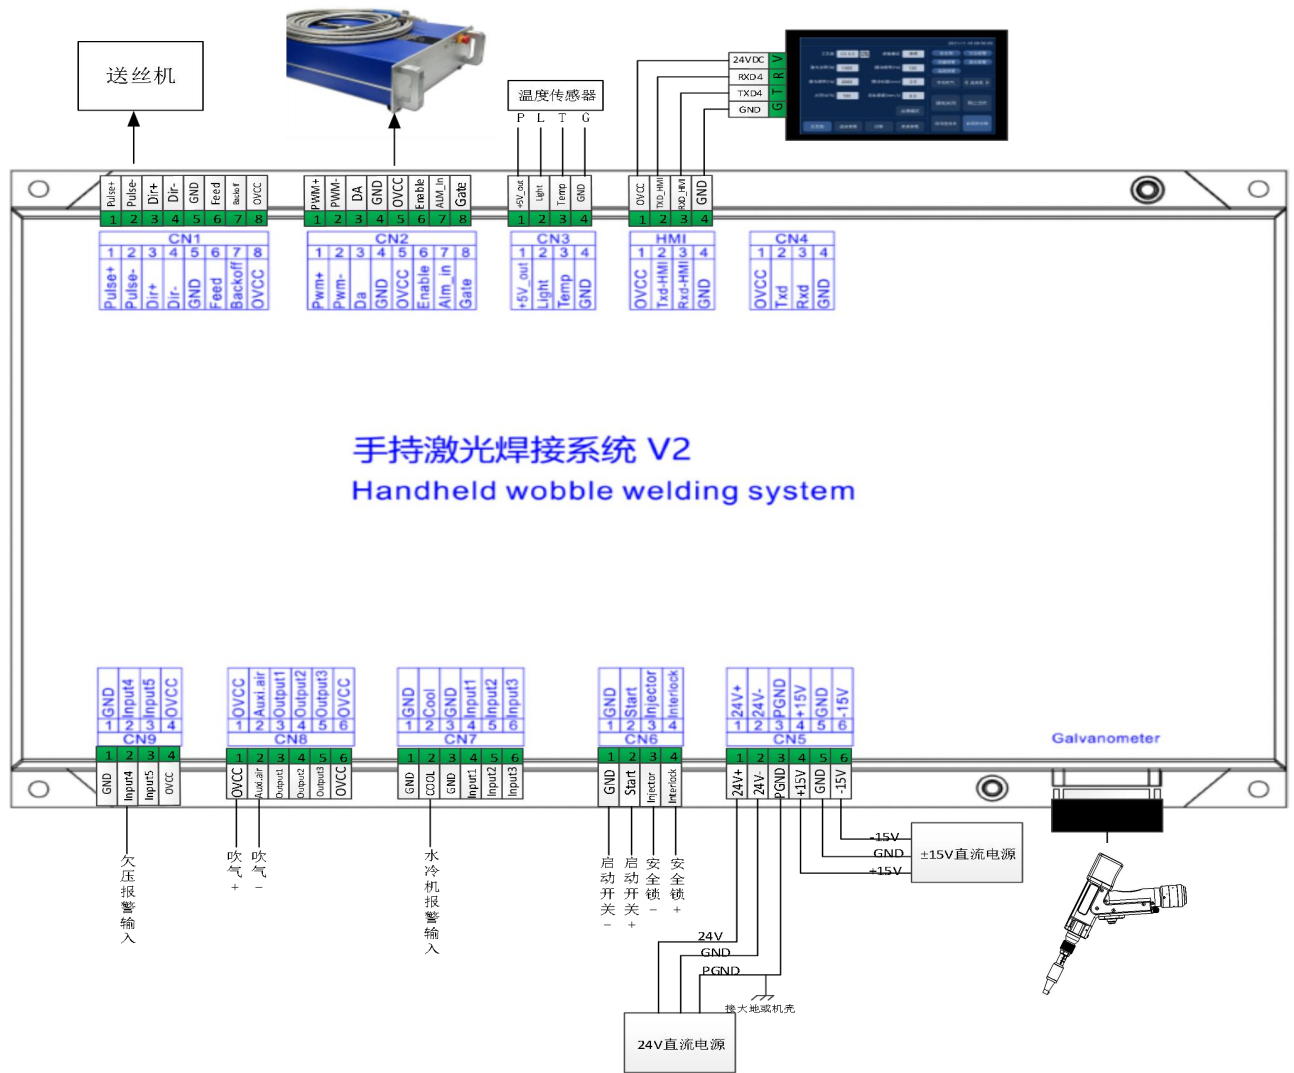 送丝机
温度传感器
P L T G
24VDC V
RXD4 R
TXD4 T
GND G
Pulse+ Pulse- Dir+ Dir- GND Feed Backoff OVCC
1 2 3 4 5 6 7 8
CN1
1 2 3 4 5 6 7 8
Pulse+ Pulse- Dir+ Dir- GND Feed Backoff OVCC
PWM+ PWM- DA GND OVCC Enable ALM_In Gate
1 2 3 4 5 6 7 8
CN2
1 2 3 4 5 6 7 8
Pwm+ Pwm- Da GND OVCC Enable Alm_in Gate
+5V_out Light Temp GND
1 2 3 4
CN3
1 2 3 4
+5V_out Light Temp GND
OVCC TXD_HMI RXD_HMI GND
1 2 3 4
HMI
1 2 3 4
OVCC Txd-HMI Rxd-HMI GND
CN4
1 2 3 4
OVCC Txd Rxd GND
手持激光焊接系统 V2
Handheld wobble welding system
GND Input4 Input5 OVCC
1 2 3 4
CN9
1 2 3 4
GND Input4 Input5 OVCC
欠压报警输入
OVCC Auxi.air Output1 Output2 Output3 OVCC
1 2 3 4 5 6
CN8
1 2 3 4 5 6
OVCC Auxi.air Output1 Output2 Output3 OVCC
吹气+
吹气-
GND Cool GND Input1 Input2 Input3
1 2 3 4 5 6
CN7
1 2 3 4 5 6
GND COOL GND Input1 Input2 Input3
水冷机报警输入
GND Start Injector Interlock
1 2 3 4
CN6
1 2 3 4
GND Start Injector Interlock
启动开关-
启动开关+
安全锁-
安全锁+
24V+ 24V- PGND +15V GND -15V
1 2 3 4 5 6
CN5
1 2 3 4 5 6
24V+ 24V- PGND +15V GND -15V
Galvanometer
-15V
GND
+15V
±15V直流电源
24V
GND
PGND
接大地或机壳
24V直流电源